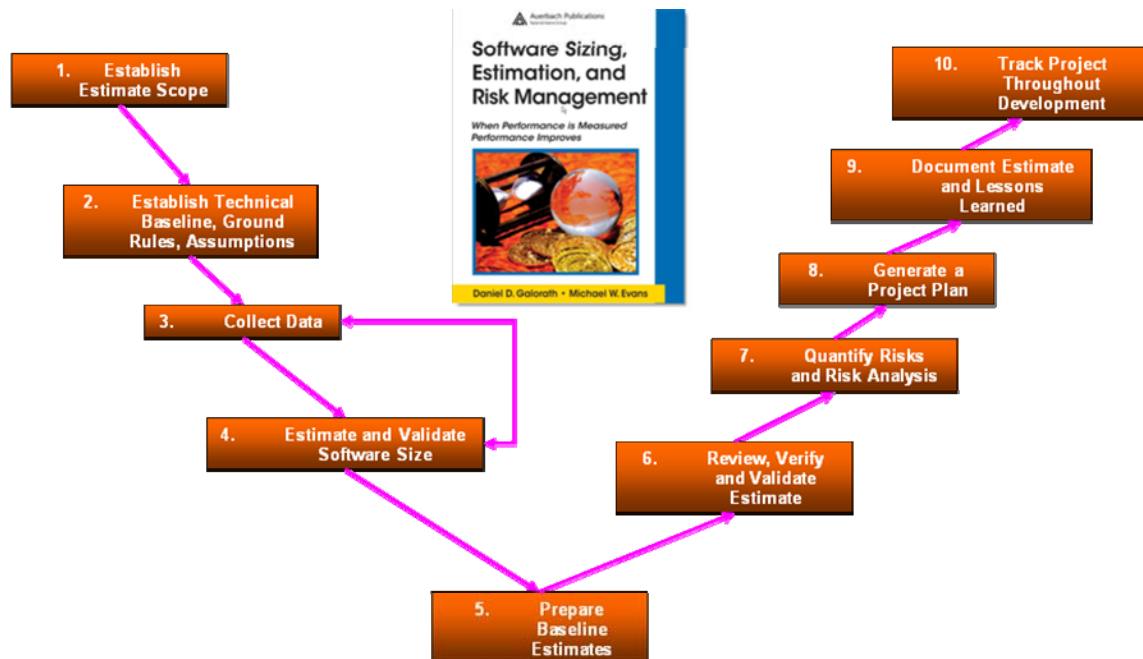 Auerbach Publications
Software Sizing,
Estimation, and
Risk Management
When Performance is Measured
Performance Improves
Daniel D. Galorath • Michael W. Evans
1. Establish
Estimate Scope
2. Establish Technical
Baseline, Ground
Rules, Assumptions
3. Collect Data
4. Estimate and Validate
Software Size
5. Prepare
Baseline
Estimates
6. Review, Verify
and Validate
Estimate
7. Quantify Risks
and Risk Analysis
8. Generate a
Project Plan
9. Document Estimate
and Lessons
Learned
10. Track Project
Throughout
Development